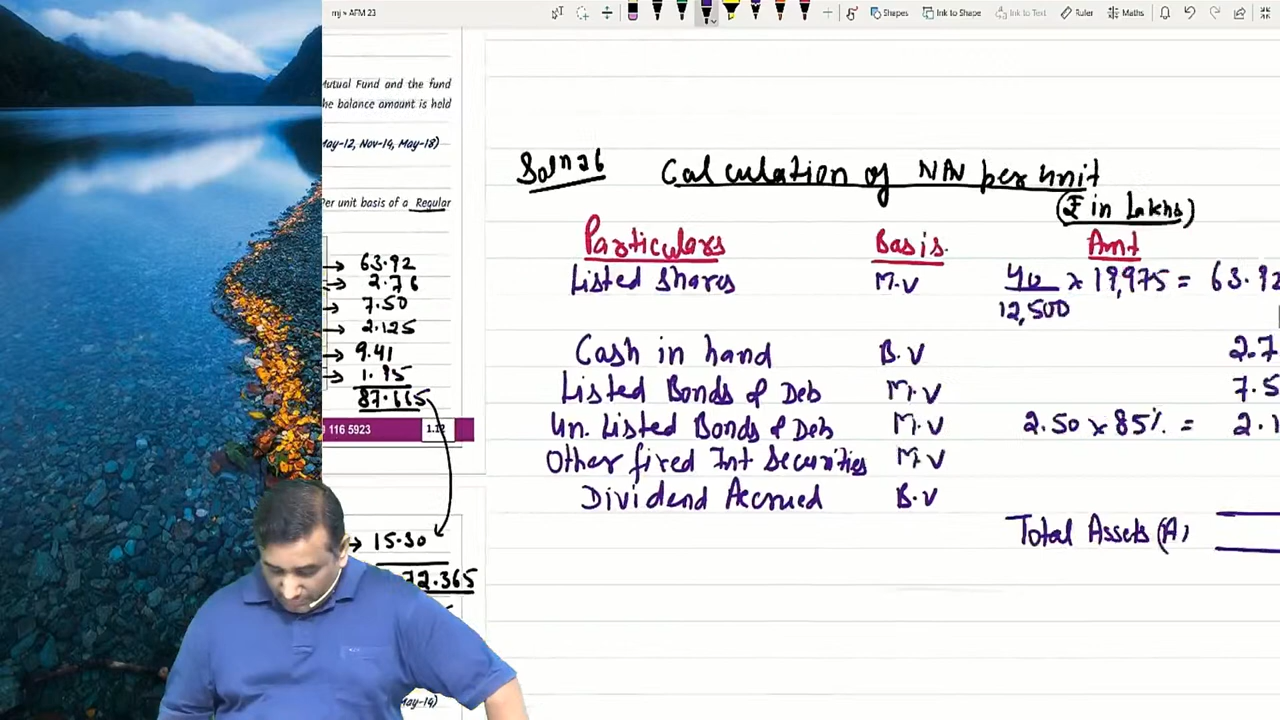 mj • AFM 23
Shapes
Ink to Shape
Ink to Text
Ruler
Maths
Mutual Fund and the fund
he balance amount is held
May-12, Nov-14, May-18)
Per unit basis of a Regular
→ 63.92
→ 2.76
→ 7.50
→ 2.125
→ 9.41
→ 1.95
87.665
116 5923
1.12
→ 15.30
72.365
May-14)
Soln 26 Calculation of NAV per unit
(₹ in Lakhs)
Particulars Basis Amt
Listed Shares M.V 40 × 19,975 = 63.92
12,500
Cash in hand B.V 2.7
Listed Bonds & Deb M.V 7.5
Un. Listed Bonds & Deb M.V 2.50 × 85% = 2.1
Other fixed Int Securities M.V
Dividend Accrued B.V
Total Assets (A)